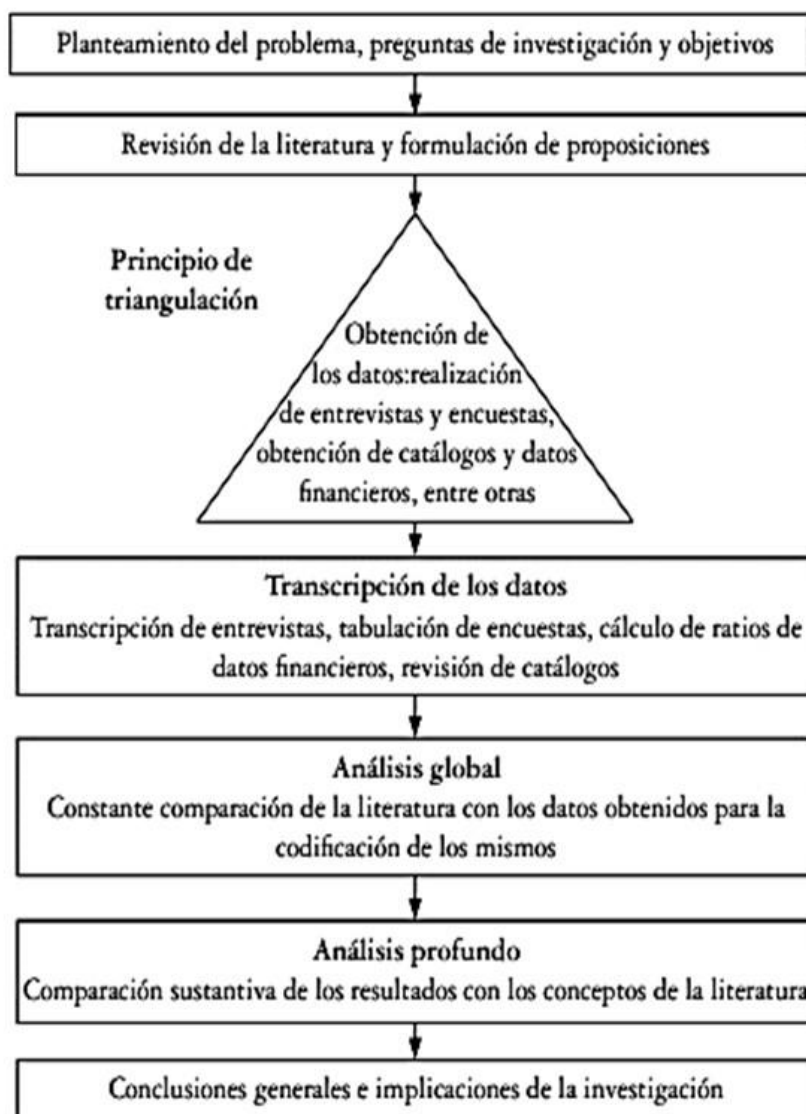 Planteamiento del problema, preguntas de investigación y objetivos
Revisión de la literatura y formulación de proposiciones
Principio de
triangulación
Obtención de
los datos:realización
de entrevistas y encuestas,
obtención de catálogos y datos
financieros, entre otras
Transcripción de los datos
Transcripción de entrevistas, tabulación de encuestas, cálculo de ratios de
datos financieros, revisión de catálogos
Análisis global
Constante comparación de la literatura con los datos obtenidos para la
codificación de los mismos
Análisis profundo
Comparación sustantiva de los resultados con los conceptos de la literatura
Conclusiones generales e implicaciones de la investigación